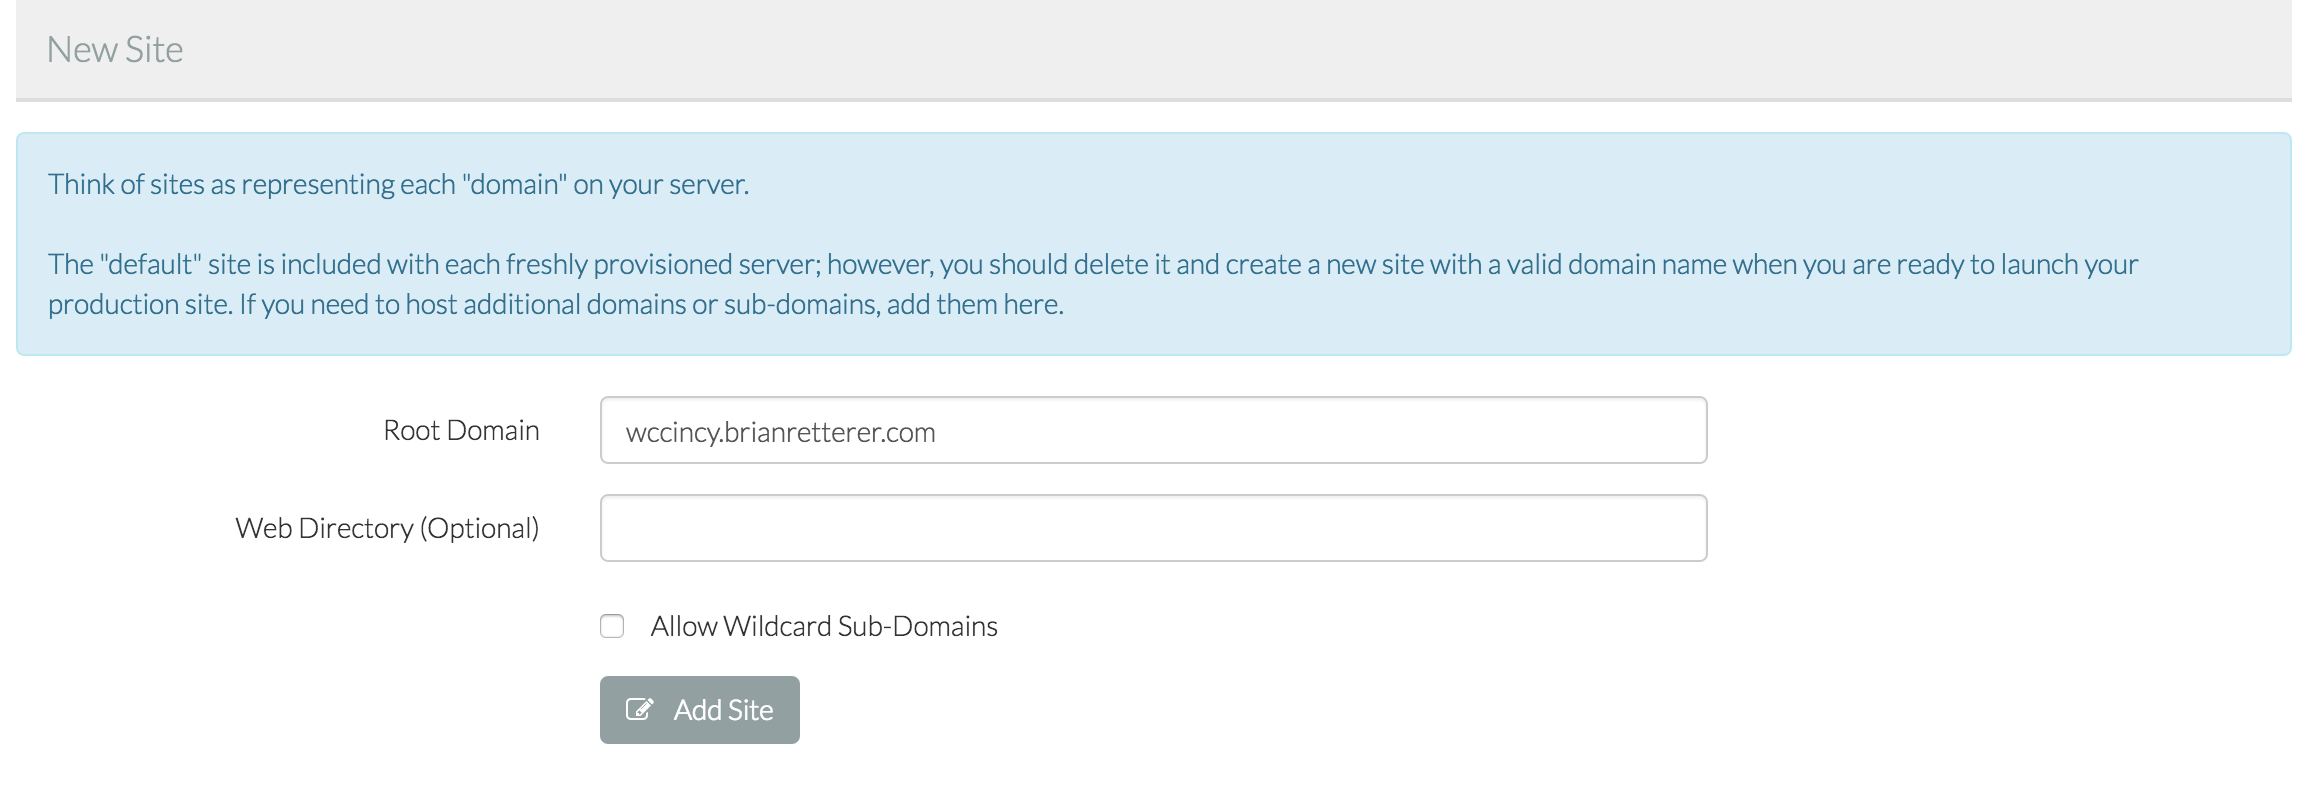 New Site
Think of sites as representing each "domain" on your server.
The "default" site is included with each freshly provisioned server; however, you should delete it and create a new site with a valid domain name when you are ready to launch your
production site. If you need to host additional domains or sub-domains, add them here.
Root Domain
wccincy.brianretterer.com
Web Directory (Optional)
Allow Wildcard Sub-Domains
Add Site